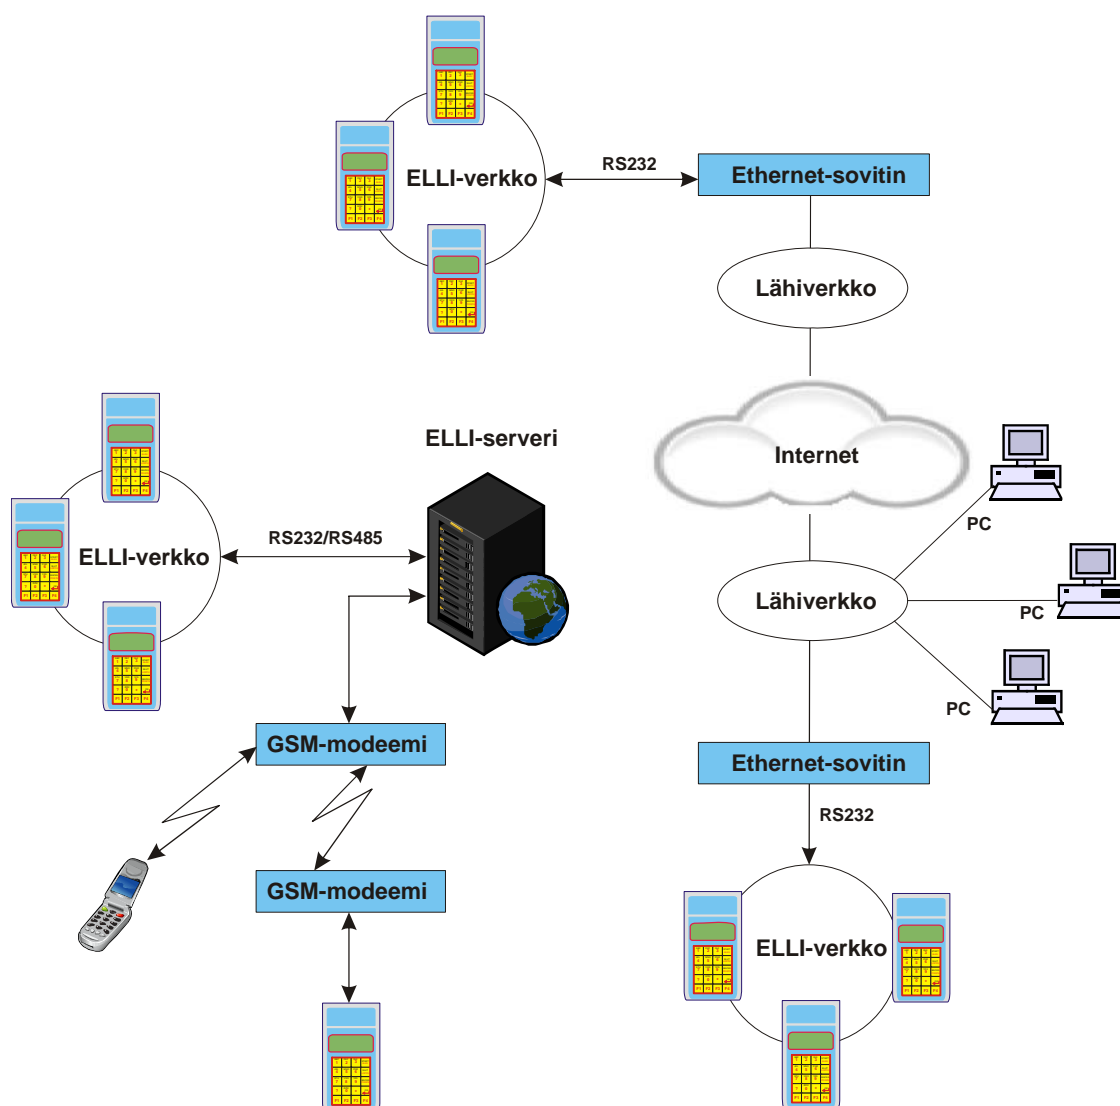 RS232
Ethernet-sovitin
ELLI-verkko
Lähiverkko
ELLI-serveri
Internet
PC
RS232/RS485
ELLI-verkko
Lähiverkko
PC
PC
GSM-modeemi
Ethernet-sovitin
RS232
GSM-modeemi
ELLI-verkko